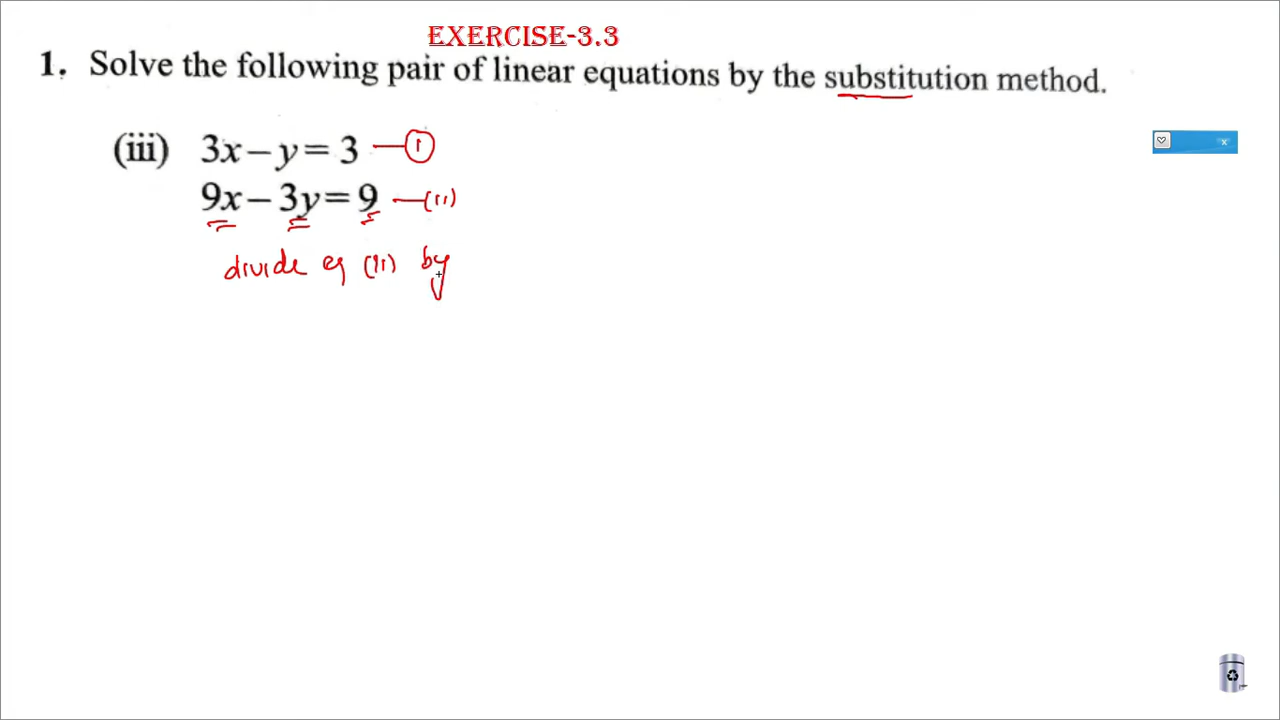 EXERCISE-3.3
1. Solve the following pair of linear equations by the substitution method.
(iii) 3x – y = 3 —①
9x – 3y = 9 —(ii)
divide eq (ii) by